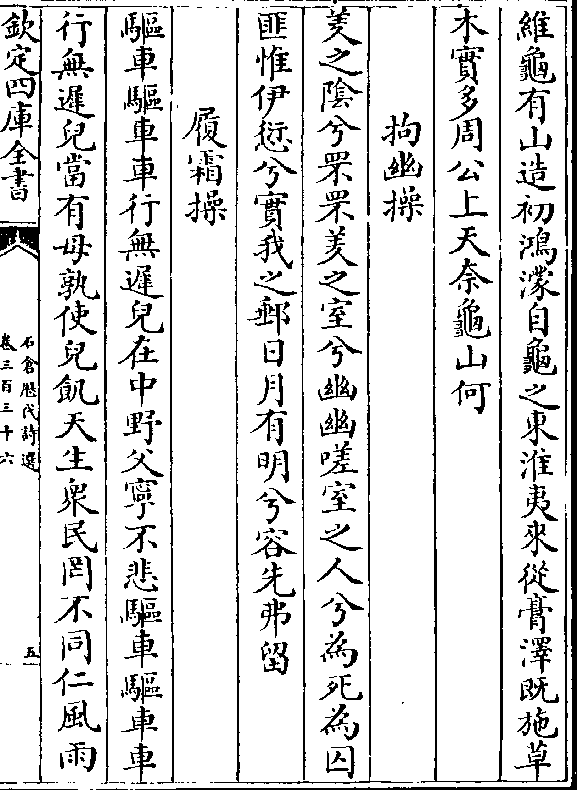 維龜有山造初鴻濛自龜之東淮夷來從膏澤既施草
木實多周公上天奈龜山何
拘幽操
羑之陰兮罘罘羑之室兮幽幽嗟室之人兮為死為囚
匪惟伊愆兮實我之郵日月有明兮容先弗留
履霜操
驅車驅車車行無遲兒在中野父寧不悲驅車驅車車
行無遲兒當有母孰使兒飢天生衆民罔不同仁風雨
欽定四庫全書
石倉歷代詩選
卷三百三十六
五